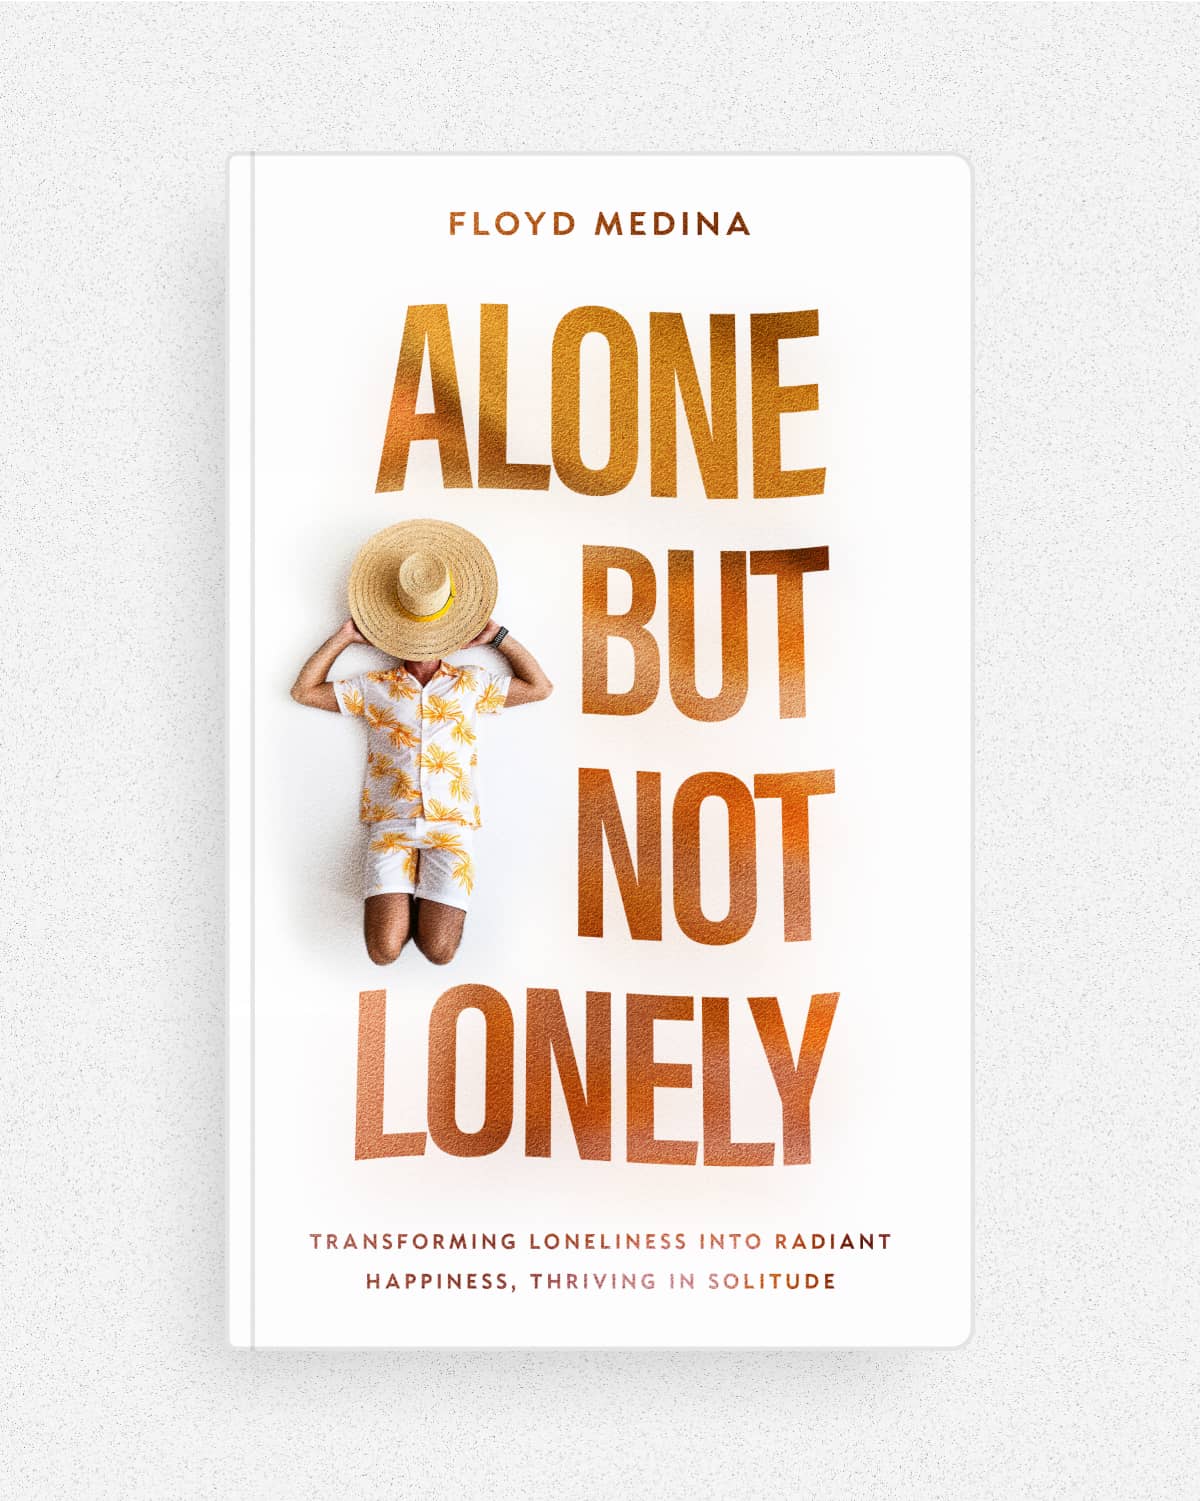 FLOYD MEDINA
ALONE
BUT
NOT
LONELY
TRANSFORMING LONELINESS INTO RADIANT
HAPPINESS, THRIVING IN SOLITUDE